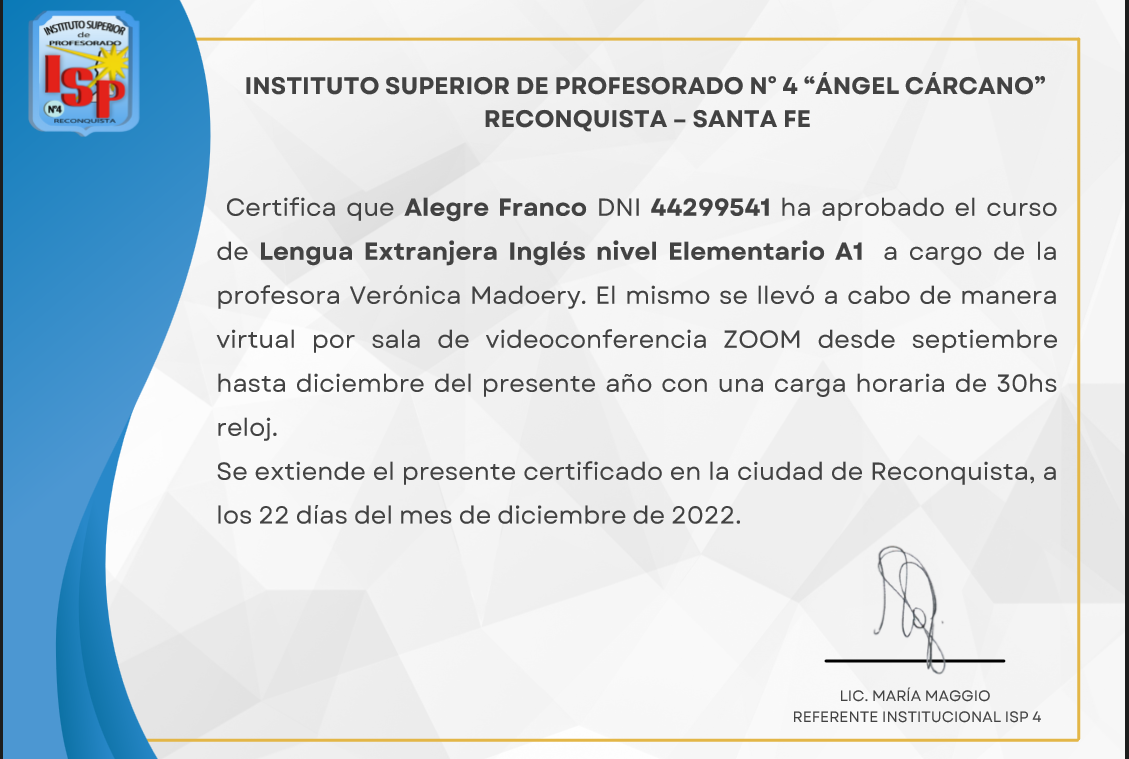 INSTITUTO SUPERIOR
de
PROFESORADO
ISP
Nº4
RECONQUISTA
INSTITUTO SUPERIOR DE PROFESORADO N° 4 “ÁNGEL CÁRCANO”
RECONQUISTA – SANTA FE
Certifica que Alegre Franco DNI 44299541 ha aprobado el curso
de Lengua Extranjera Inglés nivel Elementario A1 a cargo de la
profesora Verónica Madoery. El mismo se llevó a cabo de manera
virtual por sala de videoconferencia ZOOM desde septiembre
hasta diciembre del presente año con una carga horaria de 30hs
reloj.
Se extiende el presente certificado en la ciudad de Reconquista, a
los 22 días del mes de diciembre de 2022.
LIC. MARÍA MAGGIO
REFERENTE INSTITUCIONAL ISP 4